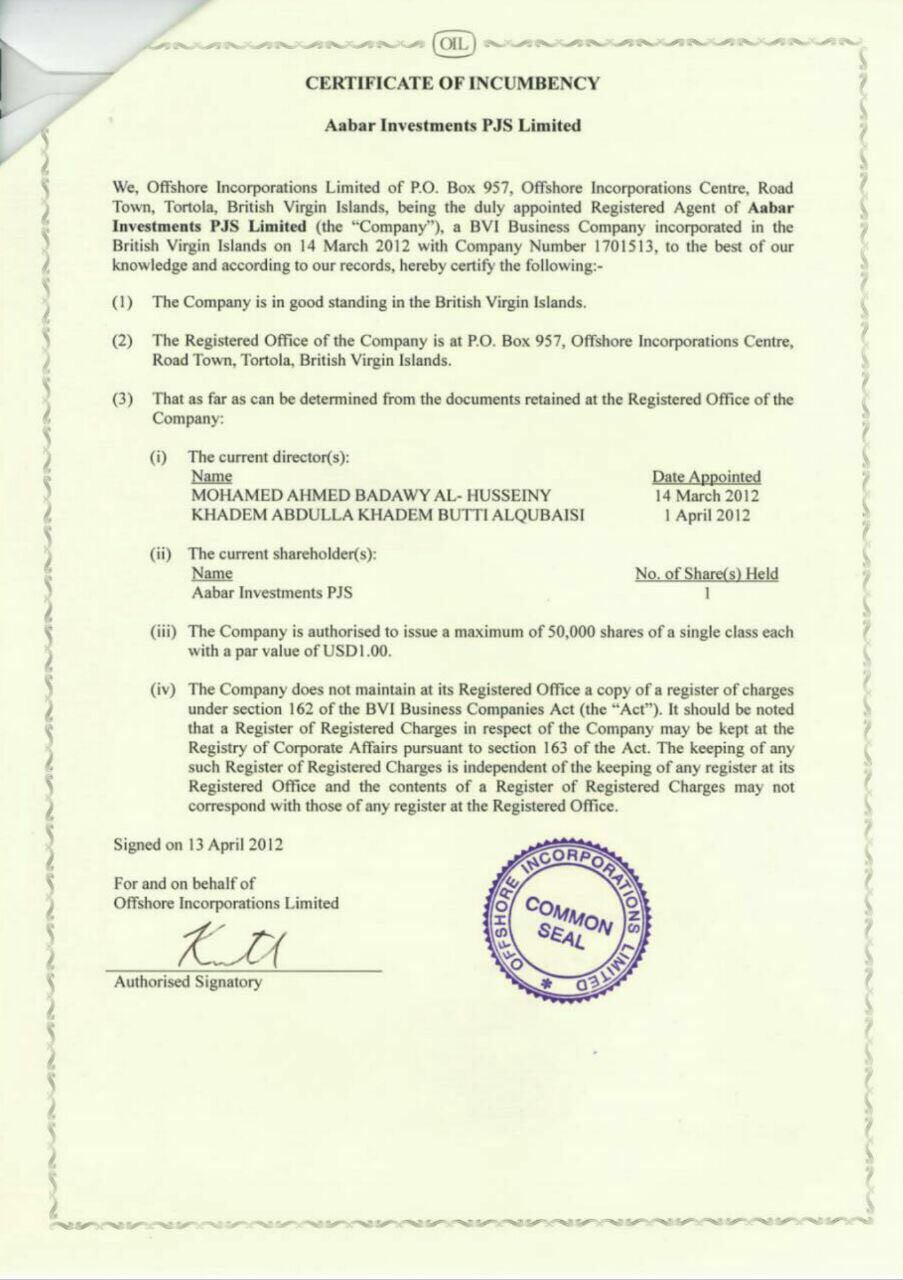 OIL
CERTIFICATE OF INCUMBENCY
Aabar Investments PJS Limited
We, Offshore Incorporations Limited of P.O. Box 957, Offshore Incorporations Centre, Road
Town, Tortola, British Virgin Islands, being the duly appointed Registered Agent of Aabar
Investments PJS Limited (the “Company”), a BVI Business Company incorporated in the
British Virgin Islands on 14 March 2012 with Company Number 1701513, to the best of our
knowledge and according to our records, hereby certify the following:-
(1) The Company is in good standing in the British Virgin Islands.
(2) The Registered Office of the Company is at P.O. Box 957, Offshore Incorporations Centre,
Road Town, Tortola, British Virgin Islands.
(3) That as far as can be determined from the documents retained at the Registered Office of the
Company:
(i) The current director(s):
Name Date Appointed
MOHAMED AHMED BADAWY AL- HUSSEINY 14 March 2012
KHADEM ABDULLA KHADEM BUTTI ALQUBAISI 1 April 2012
(ii) The current shareholder(s):
Name No. of Share(s) Held
Aabar Investments PJS 1
(iii) The Company is authorised to issue a maximum of 50,000 shares of a single class each
with a par value of USD1.00.
(iv) The Company does not maintain at its Registered Office a copy of a register of charges
under section 162 of the BVI Business Companies Act (the “Act”). It should be noted
that a Register of Registered Charges in respect of the Company may be kept at the
Registry of Corporate Affairs pursuant to section 163 of the Act. The keeping of any
such Register of Registered Charges is independent of the keeping of any register at its
Registered Office and the contents of a Register of Registered Charges may not
correspond with those of any register at the Registered Office.
Signed on 13 April 2012
For and on behalf of
Offshore Incorporations Limited
Authorised Signatory
OFFSHORE INCORPORATIONS LIMITED *
COMMON
SEAL